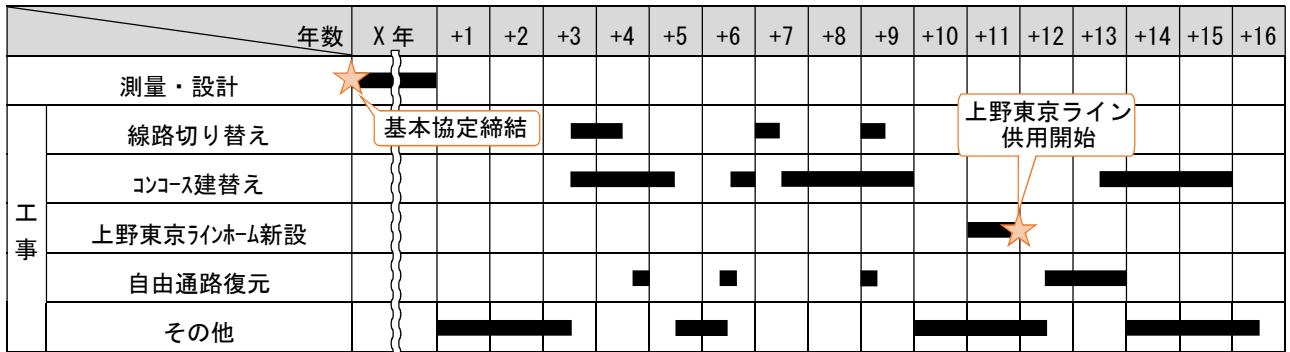 年数 X 年 +1 +2 +3 +4 +5 +6 +7 +8 +9 +10 +11 +12 +13 +14 +15 +16
測量・設計
基本協定締結
上野東京ライン
供用開始
工事
線路切り替え
ｺﾝｺｰｽ建替え
上野東京ﾗｲﾝﾎｰﾑ新設
自由通路復元
その他